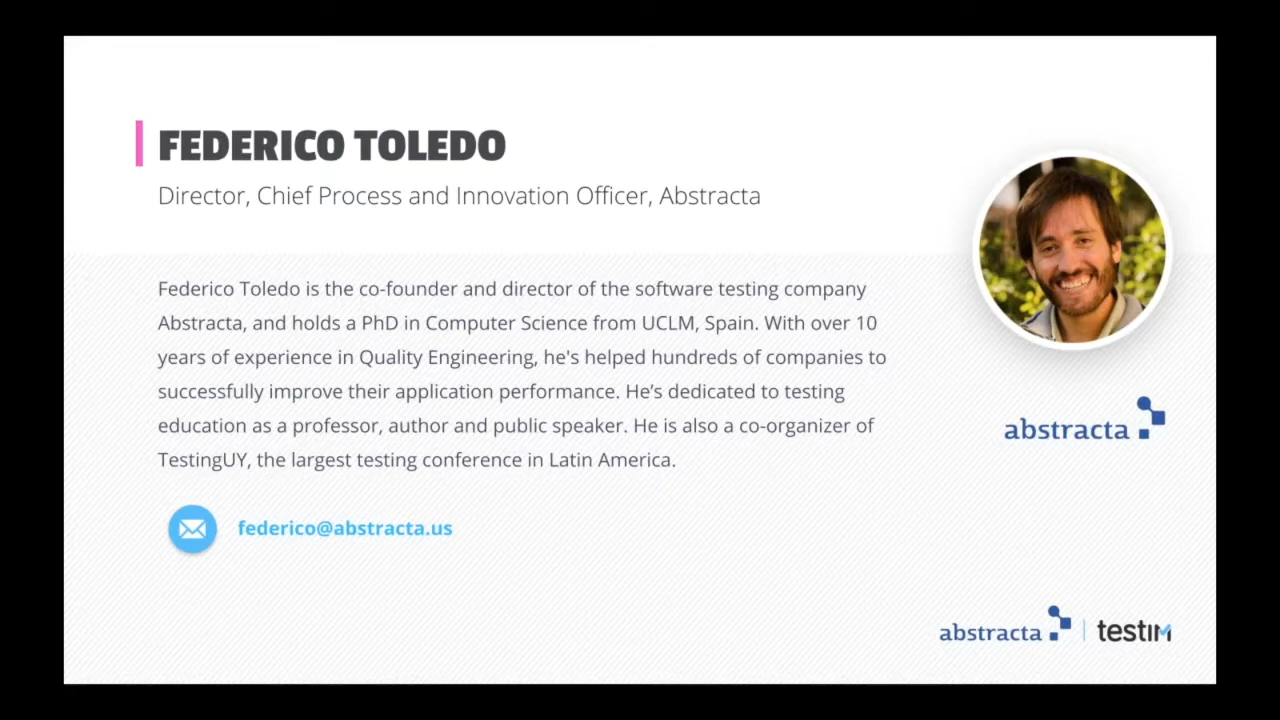 FEDERICO TOLEDO
Director, Chief Process and Innovation Officer, Abstracta
Federico Toledo is the co-founder and director of the software testing company
Abstracta, and holds a PhD in Computer Science from UCLM, Spain. With over 10
years of experience in Quality Engineering, he's helped hundreds of companies to
successfully improve their application performance. He’s dedicated to testing
education as a professor, author and public speaker. He is also a co-organizer of
TestingUY, the largest testing conference in Latin America.
federico@abstracta.us
abstracta
abstracta | testim